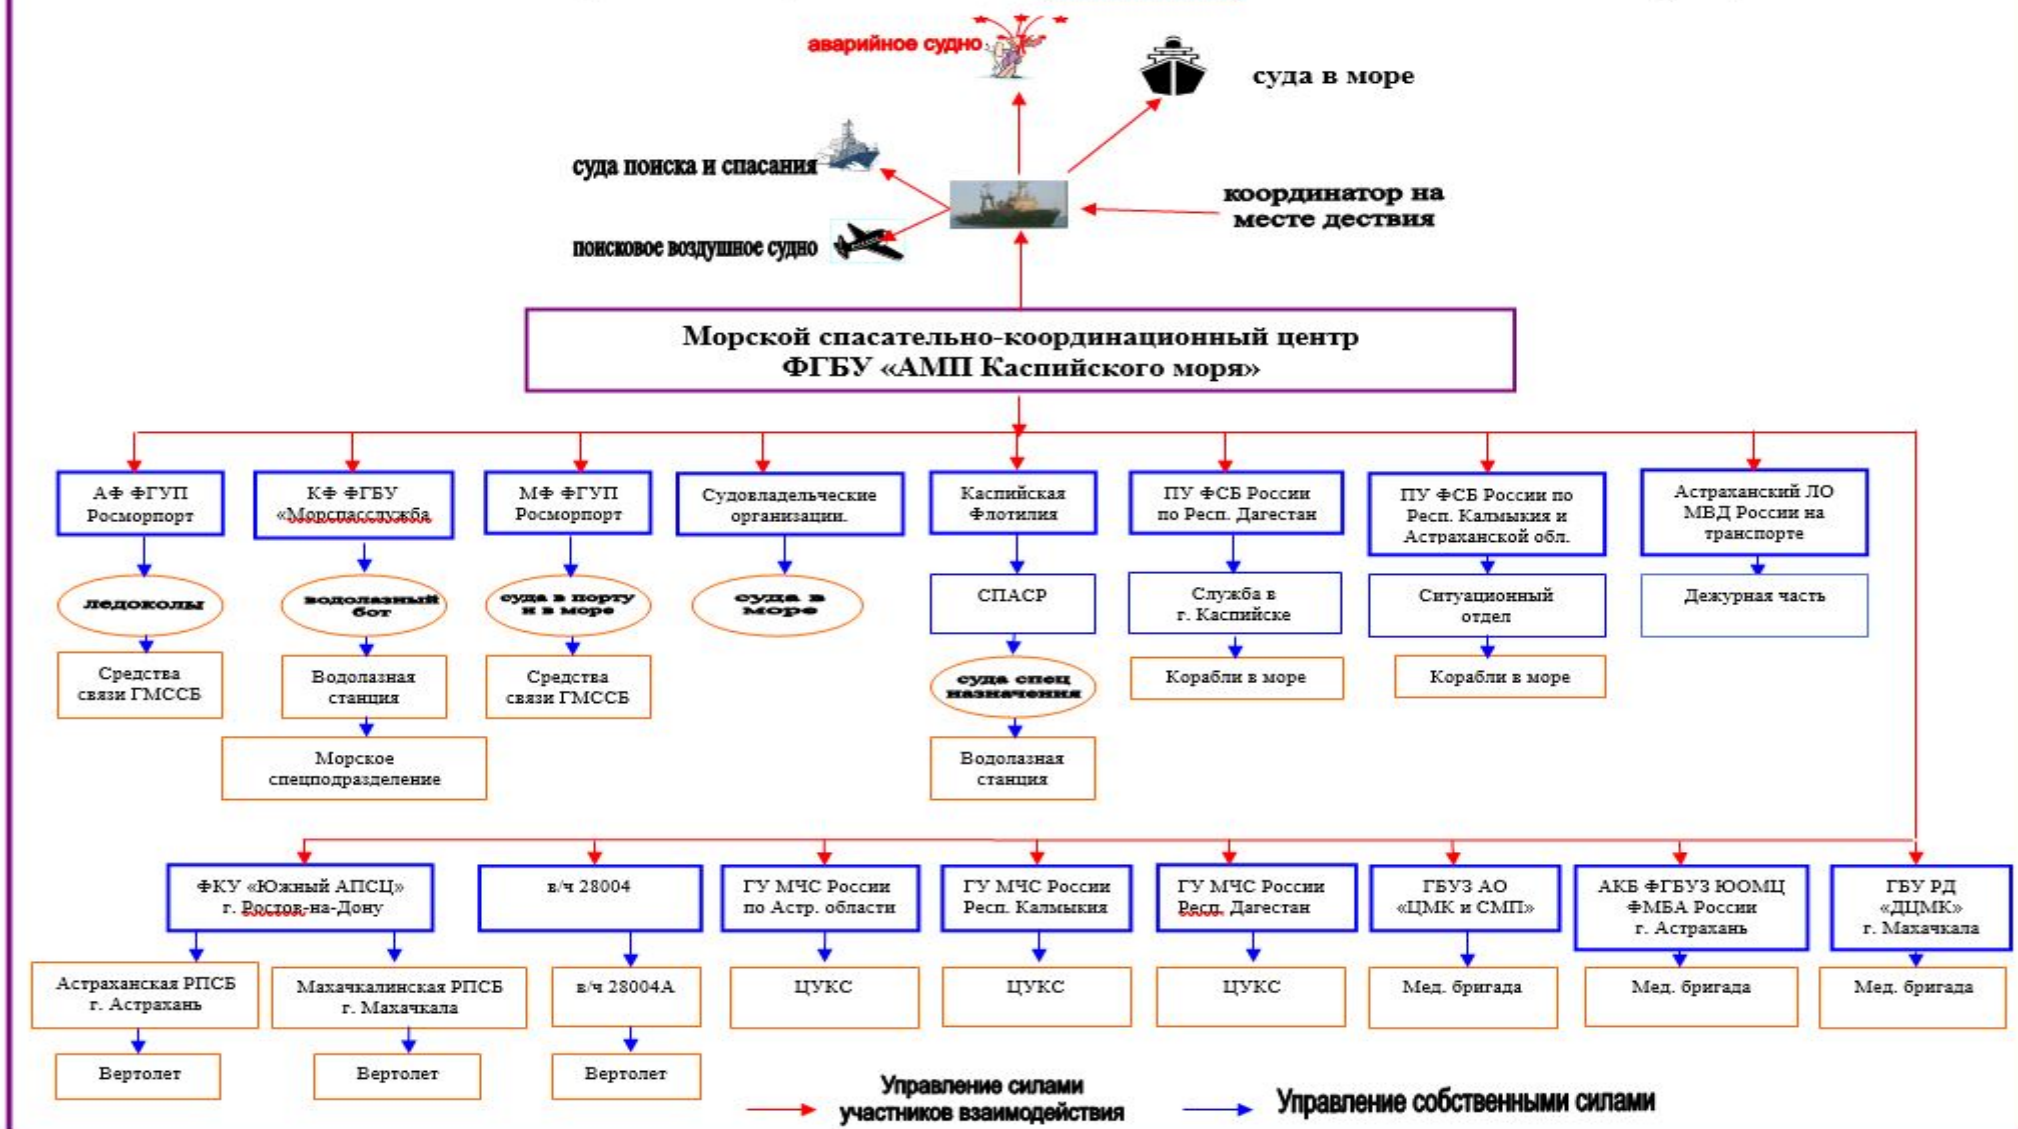 аварийное судно
суда в море
суда поиска и спасания
координатор на
месте дествия
поисковое воздушное судно
Морской спасательно-координационный центр
ФГБУ «АМП Каспийского моря»
АФ ФГУП
Росморпорт
КФ ФГБУ
«Морспасслужба
МФ ФГУП
Росморпорт
Судовладельческие
организации.
Каспийская
Флотилия
ПУ ФСБ России
по Респ. Дагестан
ПУ ФСБ России по
Респ. Калмыкия и
Астраханской обл.
Астраханский ЛО
МВД России на
транспорте
ледоколы
водолазный
бот
суда в порту
и в море
суда в
море
СПАСР
Служба в
г. Каспийске
Ситуационный
отдел
Дежурная часть
Средства
связи ГМССБ
Водолазная
станция
Средства
связи ГМССБ
суда спец
назначения
Корабли в море
Корабли в море
Морское
спецподразделение
Водолазная
станция
ФКУ «Южный АПСЦ»
г. Ростов-на-Дону
в/ч 28004
ГУ МЧС России
по Астр. области
ГУ МЧС России
Респ. Калмыкия
ГУ МЧС России
Респ. Дагестан
ГБУЗ АО
«ЦМК и СМП»
АКБ ФГБУЗ ЮОМЦ
ФМБА России
г. Астрахань
ГБУ РД
«ДЦМК»
г. Махачкала
Астраханская РПСБ
г. Астрахань
Махачкалинская РПСБ
г. Махачкала
в/ч 28004А
ЦУКС
ЦУКС
ЦУКС
Мед. бригада
Мед. бригада
Мед. бригада
Вертолет
Вертолет
Вертолет
Управление силами
участников взаимодействия
Управление собственными силами